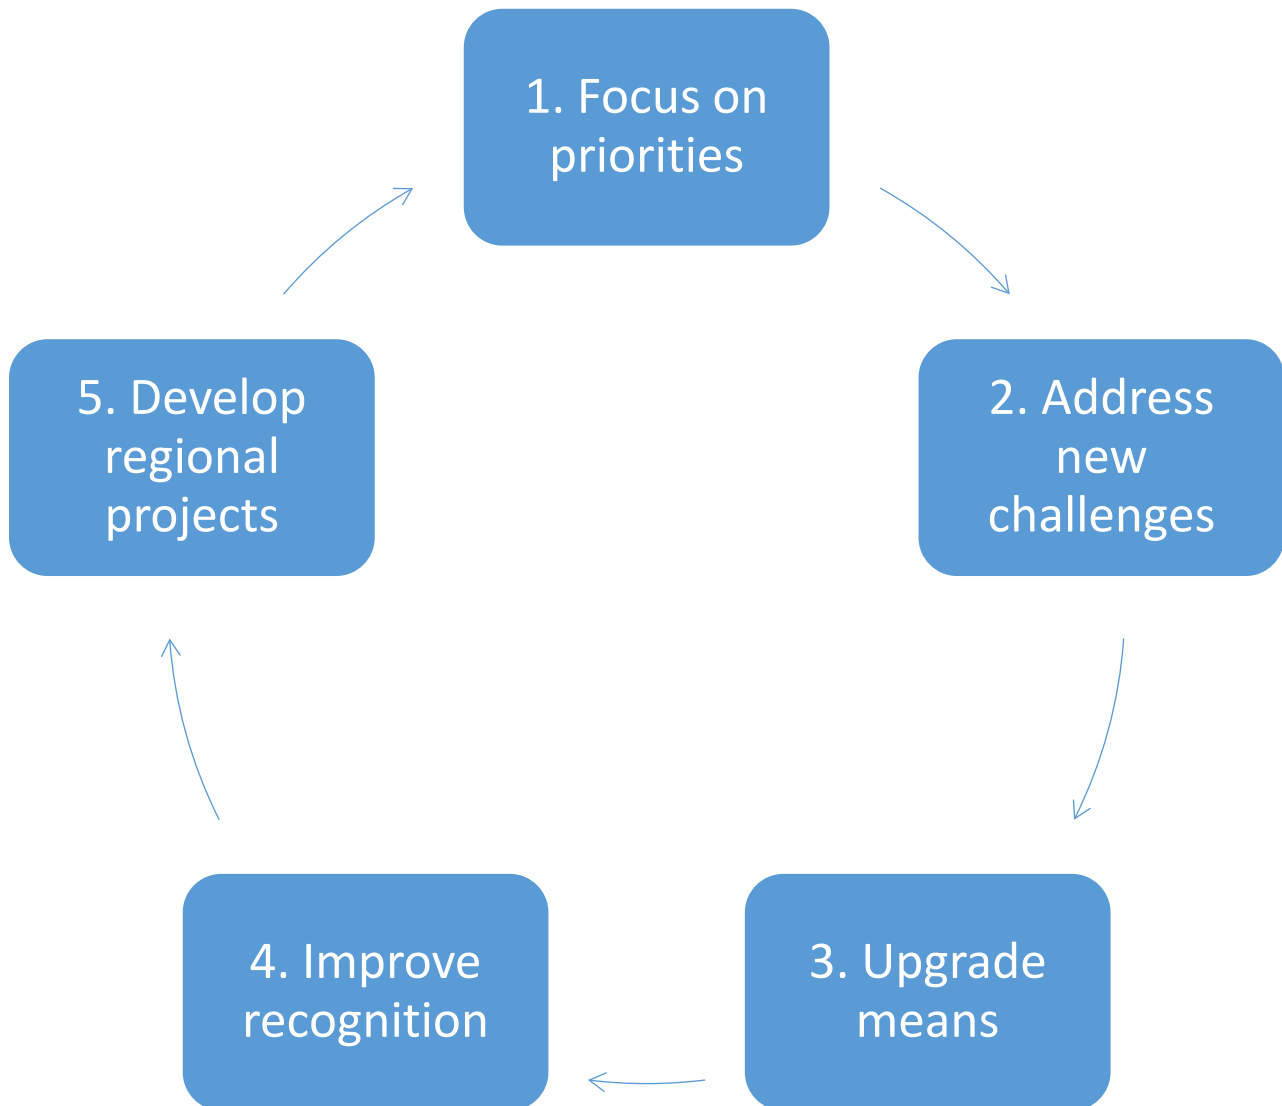 1. Focus on
priorities
2. Address
new
challenges
3. Upgrade
means
4. Improve
recognition
5. Develop
regional
projects